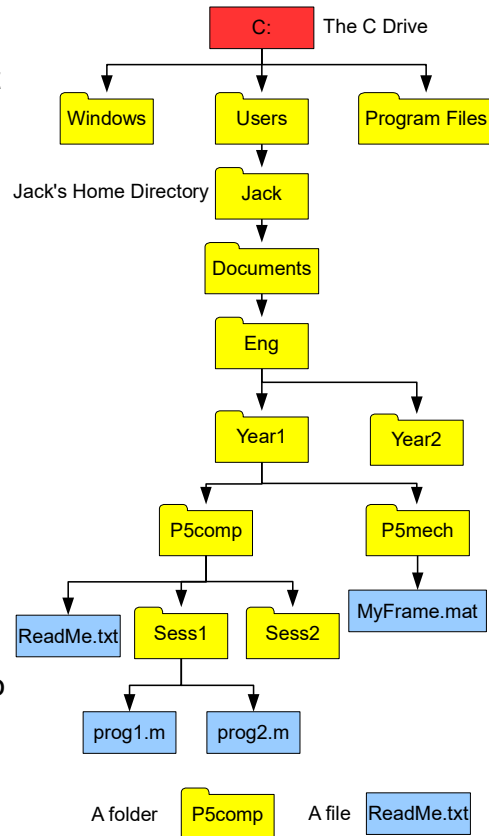 C: The C Drive
Windows Users Program Files
Jack's Home Directory Jack
Documents
Eng
Year1 Year2
P5comp P5mech
ReadMe.txt Sess1 Sess2 MyFrame.mat
prog1.m prog2.m
A folder P5comp A file ReadMe.txt